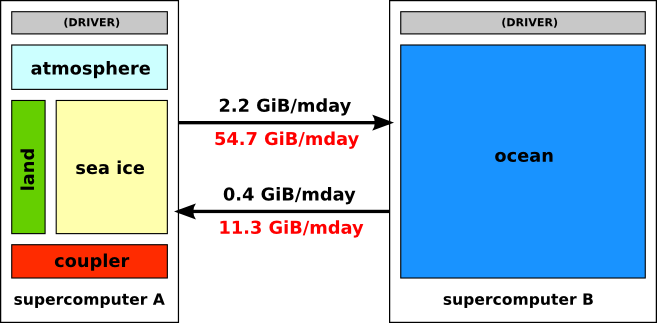 (DRIVER)
atmosphere
land
sea ice
coupler
supercomputer A
2.2 GiB/mday
54.7 GiB/mday
0.4 GiB/mday
11.3 GiB/mday
(DRIVER)
ocean
supercomputer B